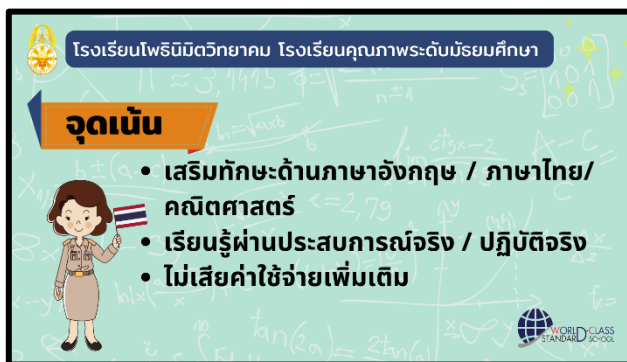 โรงเรียนโพธินิมิตวิทยาคม โรงเรียนคุณภาพระดับมัธยมศึกษา
จุดเน้น
• เสริมทักษะด้านภาษาอังกฤษ / ภาษาไทย/
คณิตศาสตร์
• เรียนรู้ผ่านประสบการณ์จริง / ปฏิบัติจริง
• ไม่เสียค่าใช้จ่ายเพิ่มเติม
WORLD-CLASS
STANDARD SCHOOL